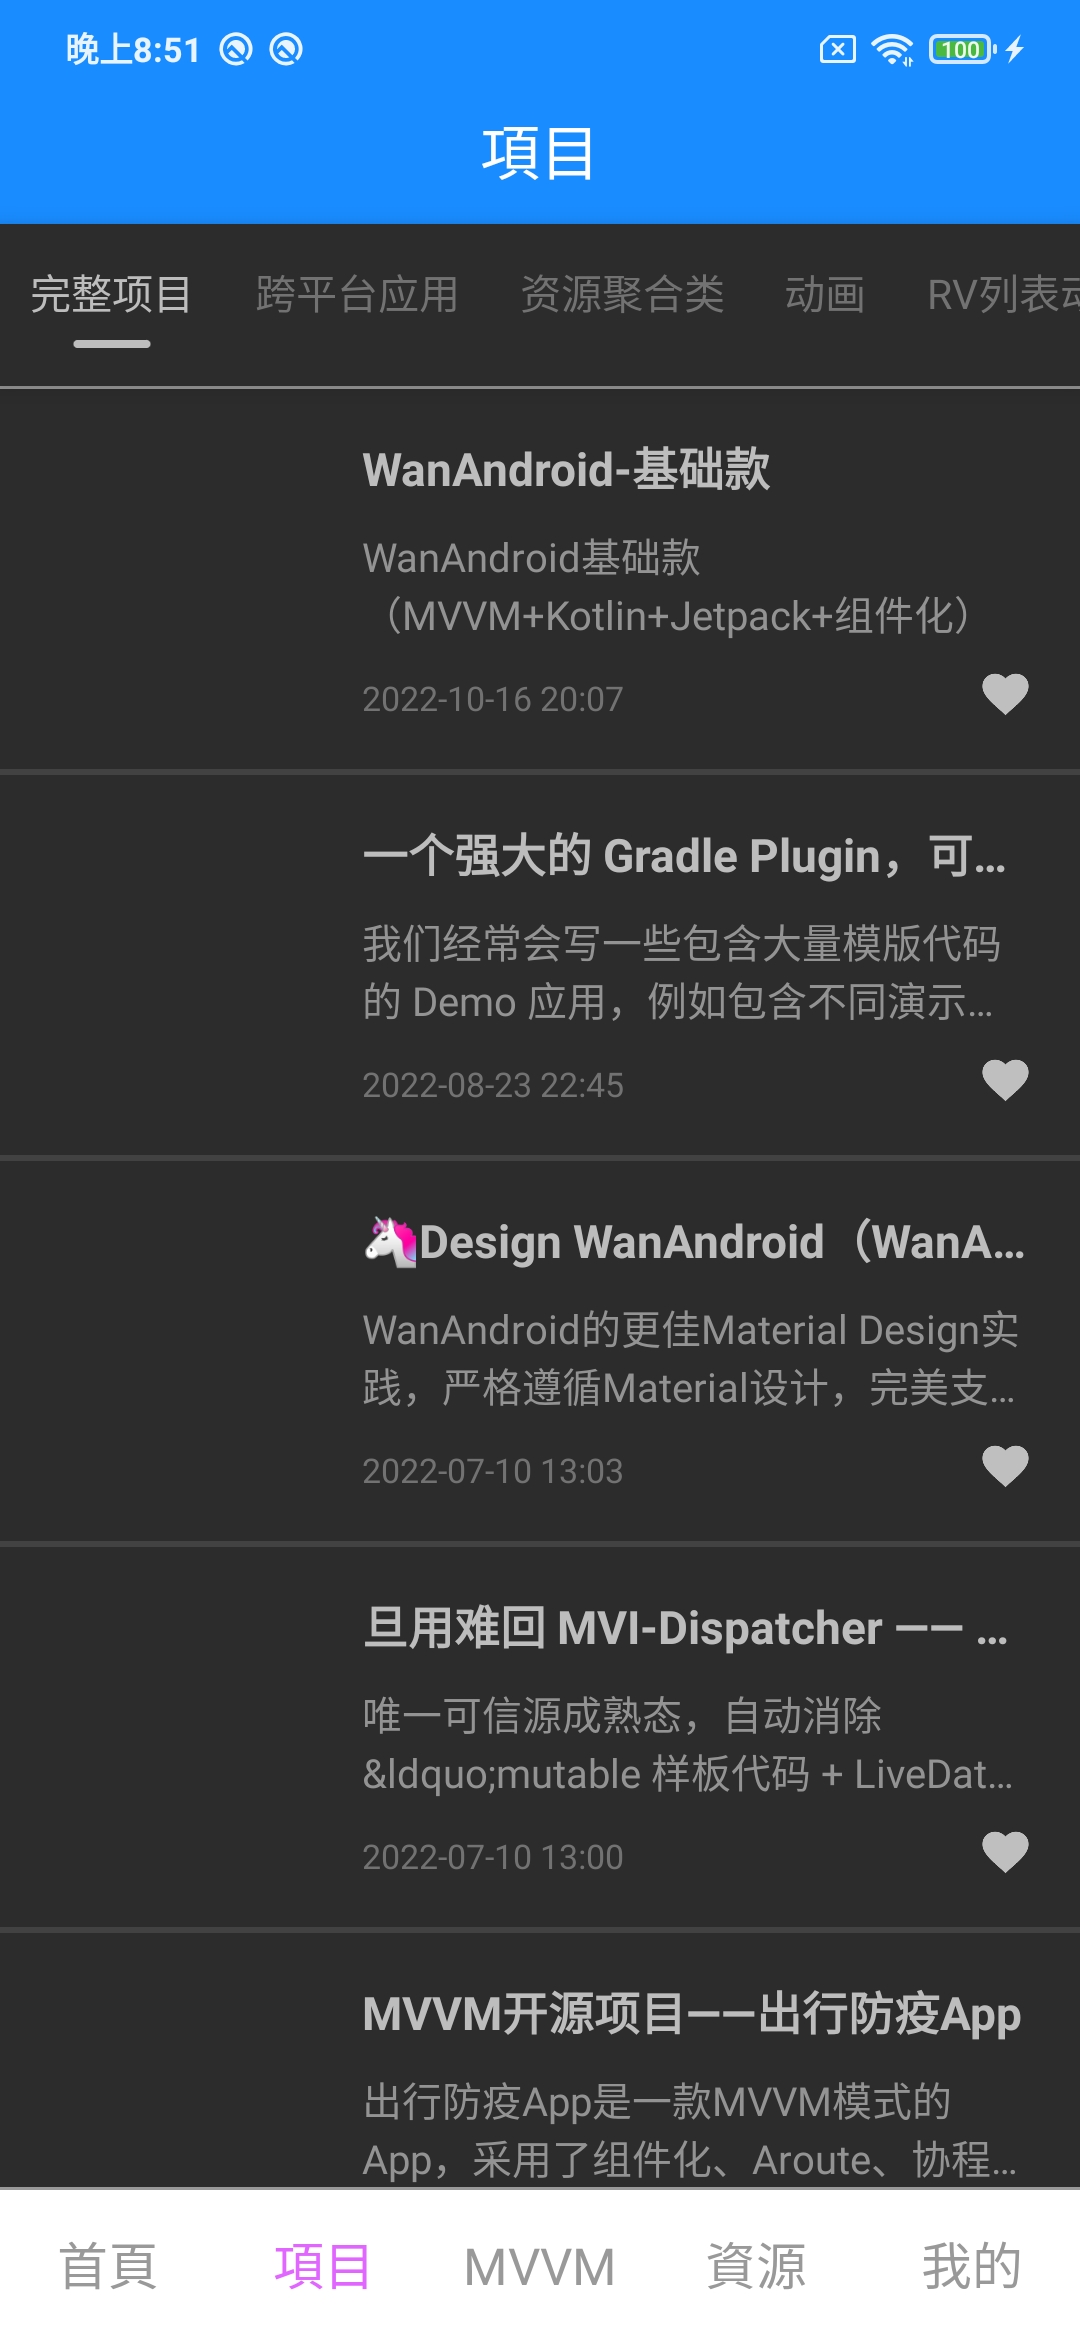 晚上8:51
100
項目
完整项目 跨平台应用 资源聚合类 动画 RV列表动
WanAndroid-基础款
WanAndroid基础款
（MVVM+Kotlin+Jetpack+组件化）
2022-10-16 20:07
一个强大的 Gradle Plugin，可...
我们经常会写一些包含大量模版代码
的 Demo 应用，例如包含不同演示...
2022-08-23 22:45
🦄Design WanAndroid（WanA...
WanAndroid的更佳Material Design实
践，严格遵循Material设计，完美支...
2022-07-10 13:03
旦用难回 MVI-Dispatcher —— ...
唯一可信源成熟态，自动消除
&ldquo;mutable 样板代码 + LiveDat...
2022-07-10 13:00
MVVM开源项目——出行防疫App
出行防疫App是一款MVVM模式的
App，采用了组件化、Aroute、协程...
首頁 項目 MVVM 資源 我的